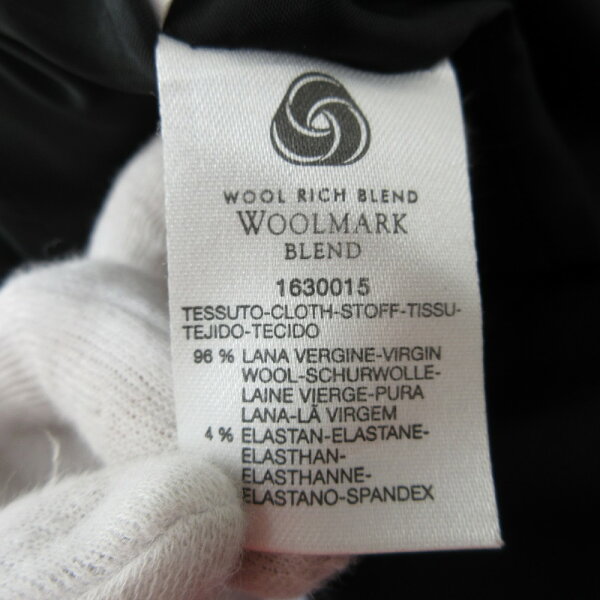 WOOL RICH BLEND
WOOLMARK
BLEND
1630015
TESSUTO-CLOTH-STOFF-TISSU-
TEJIDO-TECIDO
96 % LANA VERGINE-VIRGIN
WOOL-SCHURWOLLE-
LAINE VIERGE-PURA
LANA-LÃ VIRGEM
4 % ELASTAN-ELASTANE-
ELASTHAN-
ELASTHANNE-
ELASTANO-SPANDEX